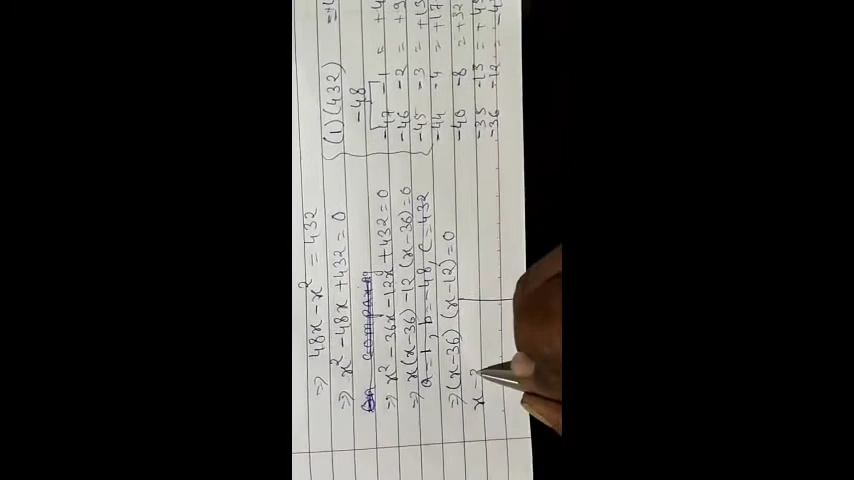 ⇒ 48x - x² = 432
⇒ x² - 48x + 432 = 0
⇒ x² - 36x - 12x + 432 = 0
⇒ x(x-36) -12(x-36)=0
a = 1, b = -48, c = 432
⇒ (x-36) (x-12) = 0
x -
(1) (432)
-48
-47 -1 =
-46 -2 =
-45 -3 =
-44 -4 =
-40 -8 =
-35 -13 =
-36 -12 =